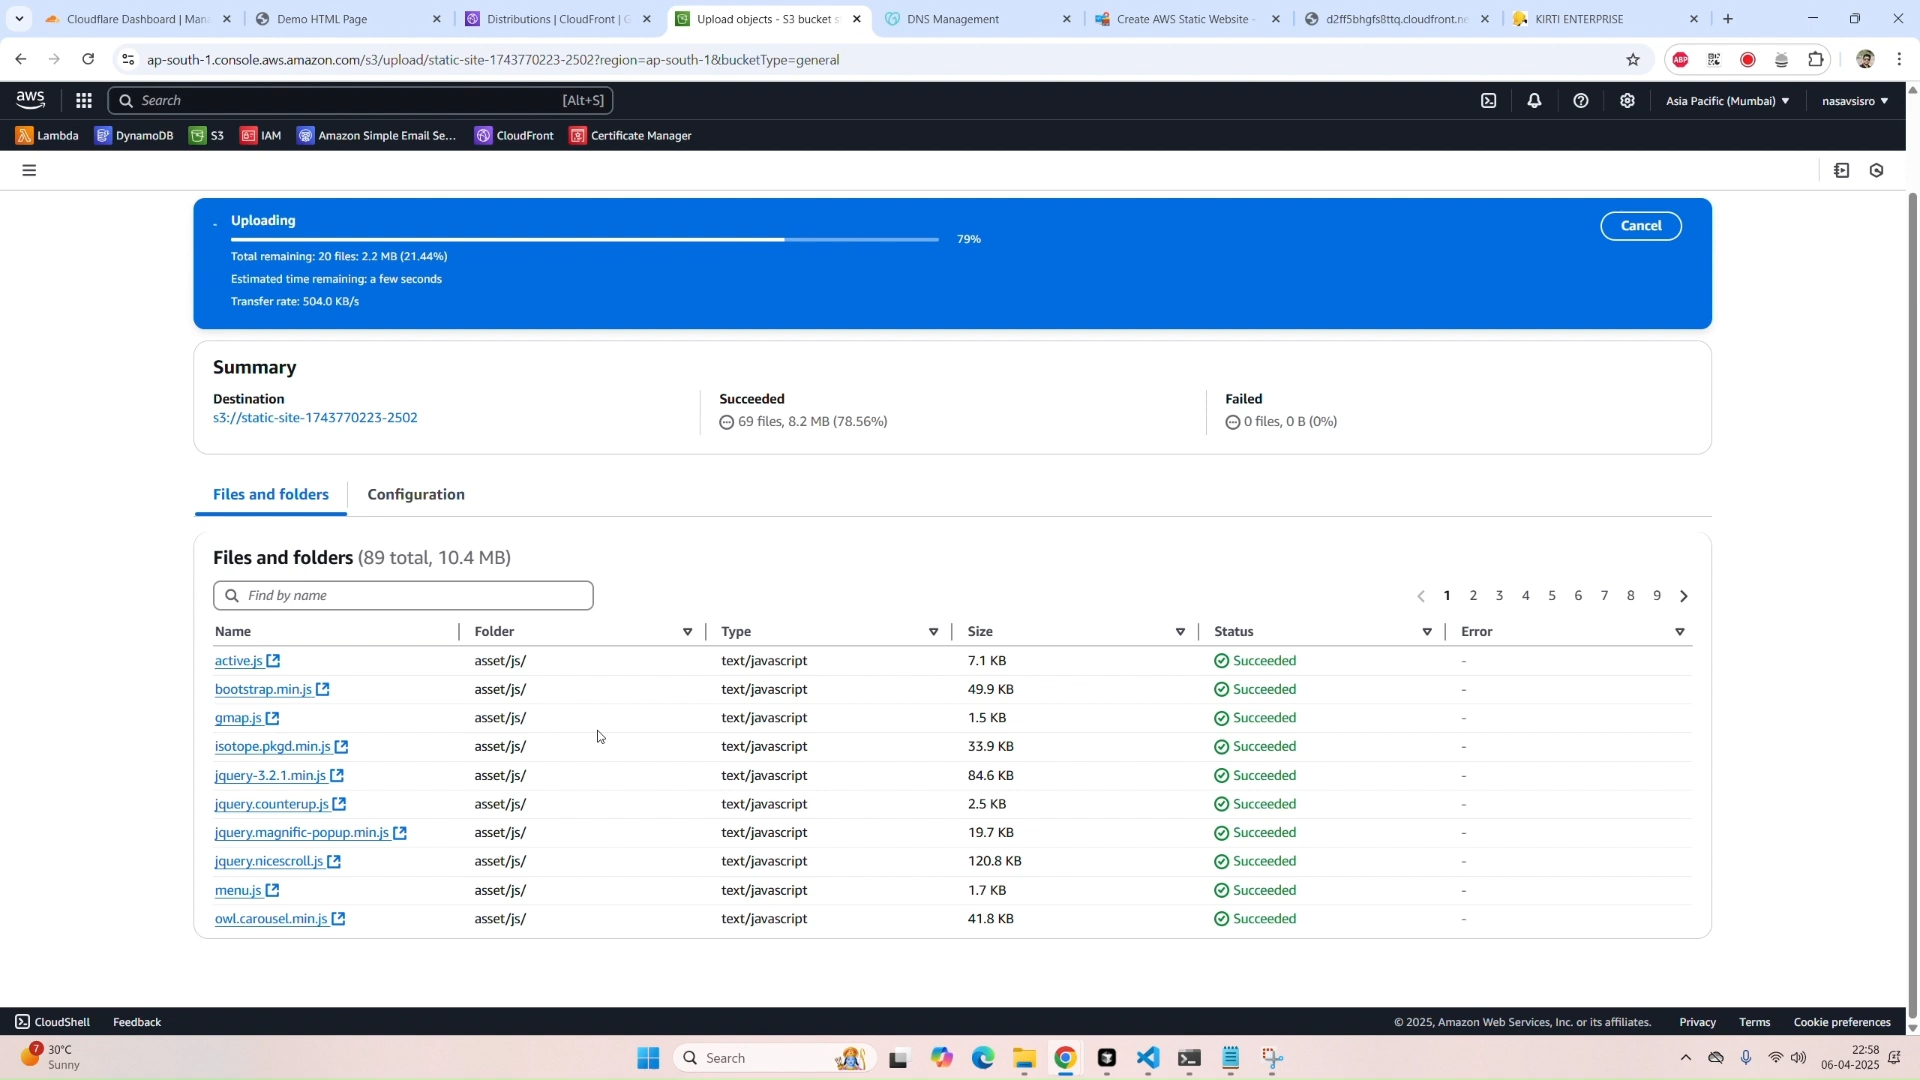 Cloudflare Dashboard | Mana
Demo HTML Page
Distributions | CloudFront | G
Upload objects - S3 bucket s
DNS Management
Create AWS Static Website -
d2ff5bhgfs8ttq.cloudfront.ne
KIRTI ENTERPRISE
ap-south-1.console.aws.amazon.com/s3/upload/static-site-1743770223-2502?region=ap-south-1&bucketType=general
ABP
aws
Search
[Alt+S]
Asia Pacific (Mumbai)
nasavsisro
Lambda
DynamoDB
S3
IAM
Amazon Simple Email Se...
CloudFront
Certificate Manager
Uploading
Cancel
79%
Total remaining: 20 files: 2.2 MB (21.44%)
Estimated time remaining: a few seconds
Transfer rate: 504.0 KB/s
Summary
Destination
s3://static-site-1743770223-2502
Succeeded
69 files, 8.2 MB (78.56%)
Failed
0 files, 0 B (0%)
Files and folders
Configuration
Files and folders (89 total, 10.4 MB)
Find by name
1 2 3 4 5 6 7 8 9
Name Folder Type Size Status Error
active.js asset/js/ text/javascript 7.1 KB Succeeded -
bootstrap.min.js asset/js/ text/javascript 49.9 KB Succeeded -
gmap.js asset/js/ text/javascript 1.5 KB Succeeded -
isotope.pkgd.min.js asset/js/ text/javascript 33.9 KB Succeeded -
jquery-3.2.1.min.js asset/js/ text/javascript 84.6 KB Succeeded -
jquery.counterup.js asset/js/ text/javascript 2.5 KB Succeeded -
jquery.magnific-popup.min.js asset/js/ text/javascript 19.7 KB Succeeded -
jquery.nicescroll.js asset/js/ text/javascript 120.8 KB Succeeded -
menu.js asset/js/ text/javascript 1.7 KB Succeeded -
owl.carousel.min.js asset/js/ text/javascript 41.8 KB Succeeded -
CloudShell
Feedback
© 2025, Amazon Web Services, Inc. or its affiliates.
Privacy
Terms
Cookie preferences
7
30°C
Sunny
Search
22:58
06-04-2025